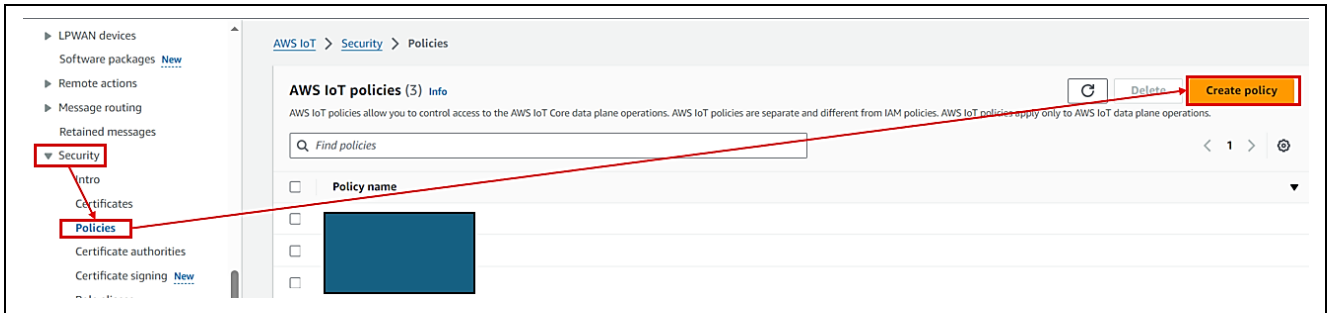 LPWAN devices
Software packages New
Remote actions
Message routing
Retained messages
Security
Intro
Certificates
Policies
Certificate authorities
Certificate signing New
AWS IoT > Security > Policies
AWS IoT policies (3) Info
Delete
Create policy
AWS IoT policies allow you to control access to the AWS IoT Core data plane operations. AWS IoT policies are separate and different from IAM policies. AWS IoT policies apply only to AWS IoT data plane operations.
Find policies
< 1 >
Policy name